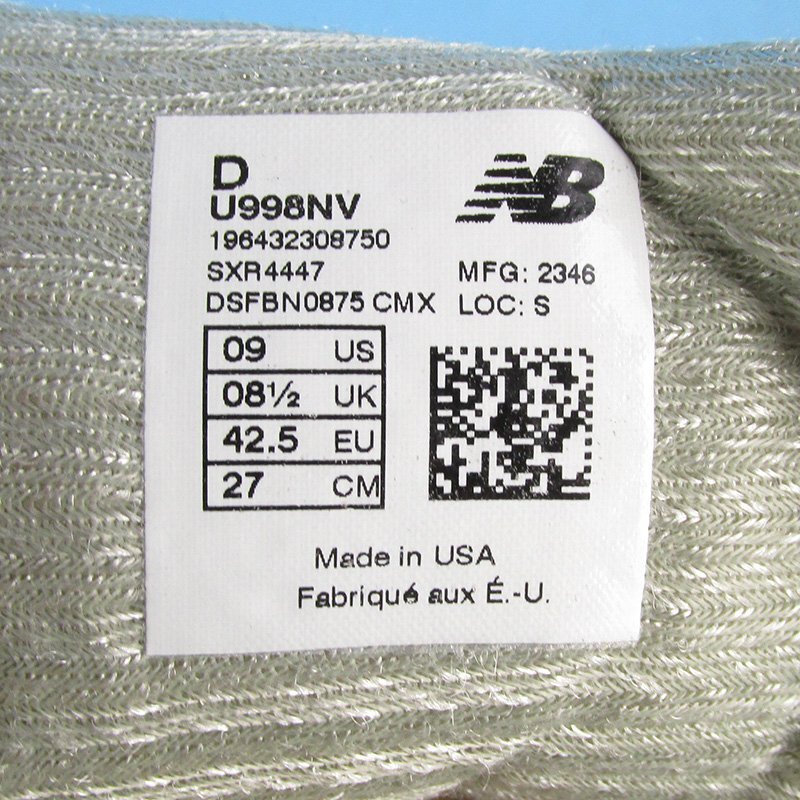 D
U998NV
NB
196432308750
SXR4447 MFG: 2346
DSFBN0875 CMX LOC: S
09 US
08½ UK
42.5 EU
27 CM
Made in USA
Fabriqué aux É.-U.